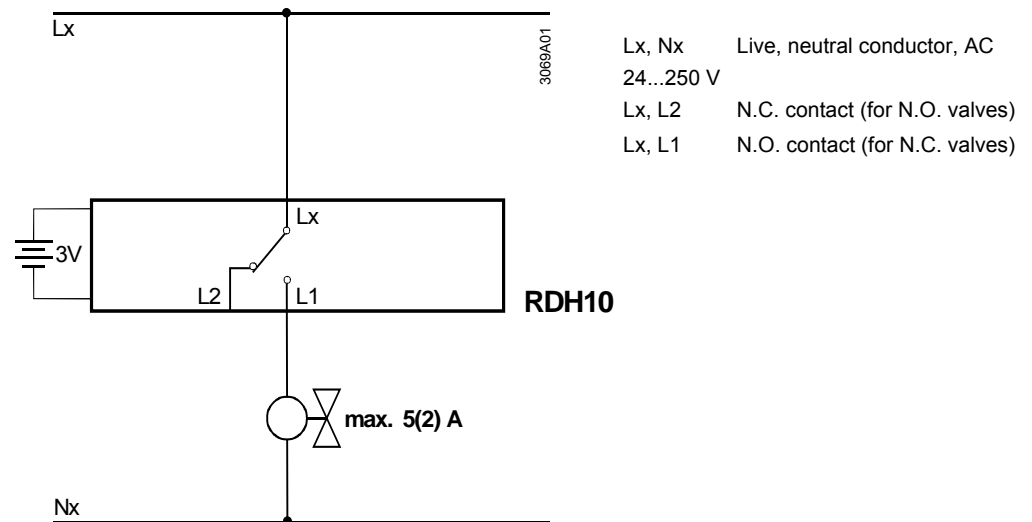 Lx
3069A01
Lx, Nx Live, neutral conductor, AC
24...250 V
Lx, L2 N.C. contact (for N.O. valves)
Lx, L1 N.O. contact (for N.C. valves)
Lx
3V
L2 L1
RDH10
max. 5(2) A
Nx